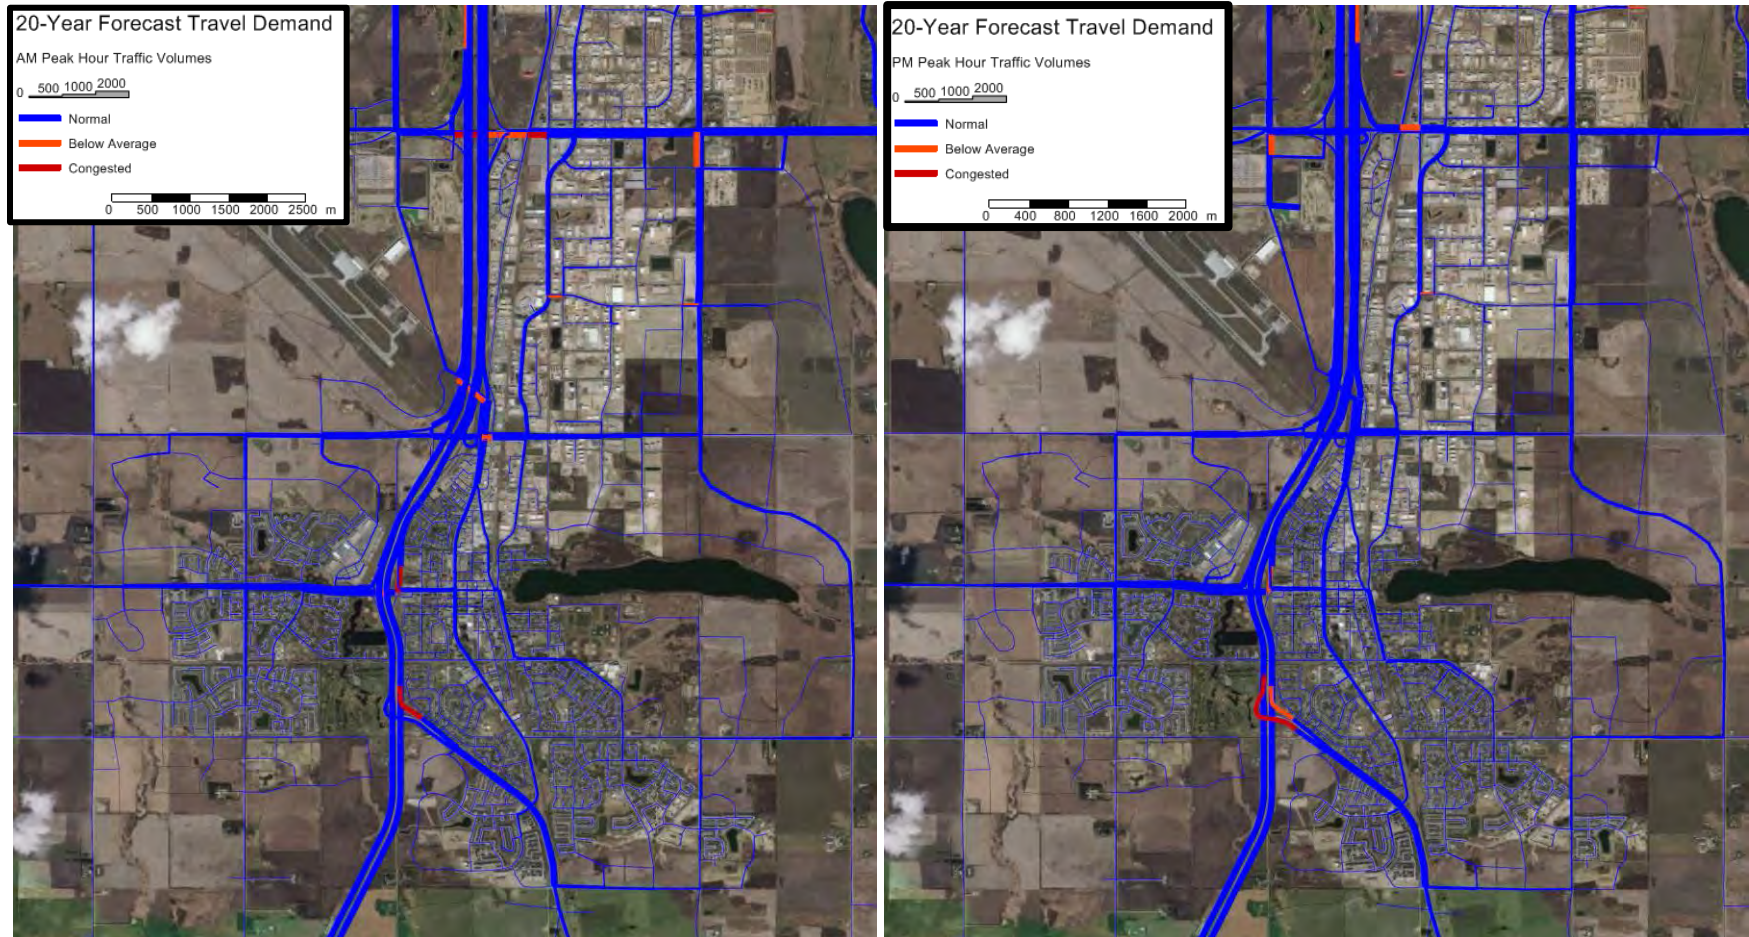 20-Year Forecast Travel Demand
AM Peak Hour Traffic Volumes
0 500 1000 2000
Normal
Below Average
Congested
0 500 1000 1500 2000 2500 m
20-Year Forecast Travel Demand
PM Peak Hour Traffic Volumes
0 500 1000 2000
Normal
Below Average
Congested
0 400 800 1200 1600 2000 m